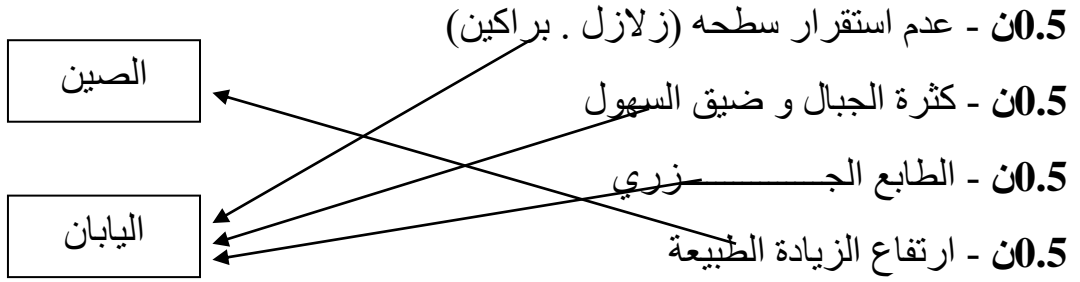 0.5ن - عدم استقرار سطحه (زلازل . براكين)
0.5ن - كثرة الجبال و ضيق السهول
0.5ن - الطابع الجـــــــــزري
0.5ن - ارتفاع الزيادة الطبيعة
الصين
اليابان